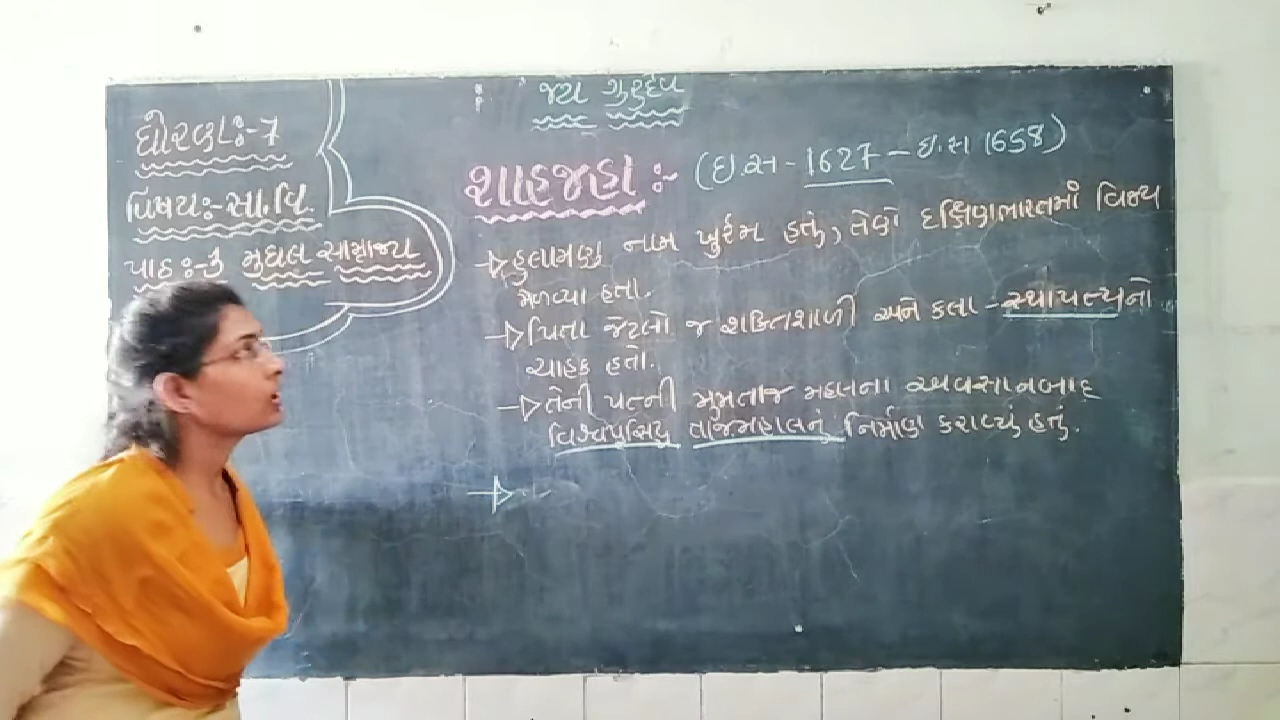 જય ગુરુદેવ
ધોરણઃ-7
વિષયઃ-સા.વિ.
પાઠઃ-3 મુઘલ સામ્રાજ્ય
શાહજહા :- (ઇ.સ - 1627 - ઇ.સ 1658)
હુલામણુ નામ ખુર્રમ હતું, તેણે દક્ષિણભારતમાં વિજય
મેળવ્યા હતા.
પિતા જેટલો જ શક્તિશાળી અને કલા - સ્થાપત્યનો
ચાહક હતો.
તેની પત્ની મુમતાજ મહલના અવસાનબાદ
વિશ્વપ્રસિદ્ધ તાજમહાલનું નિર્માણ કરાવ્યું હતું.